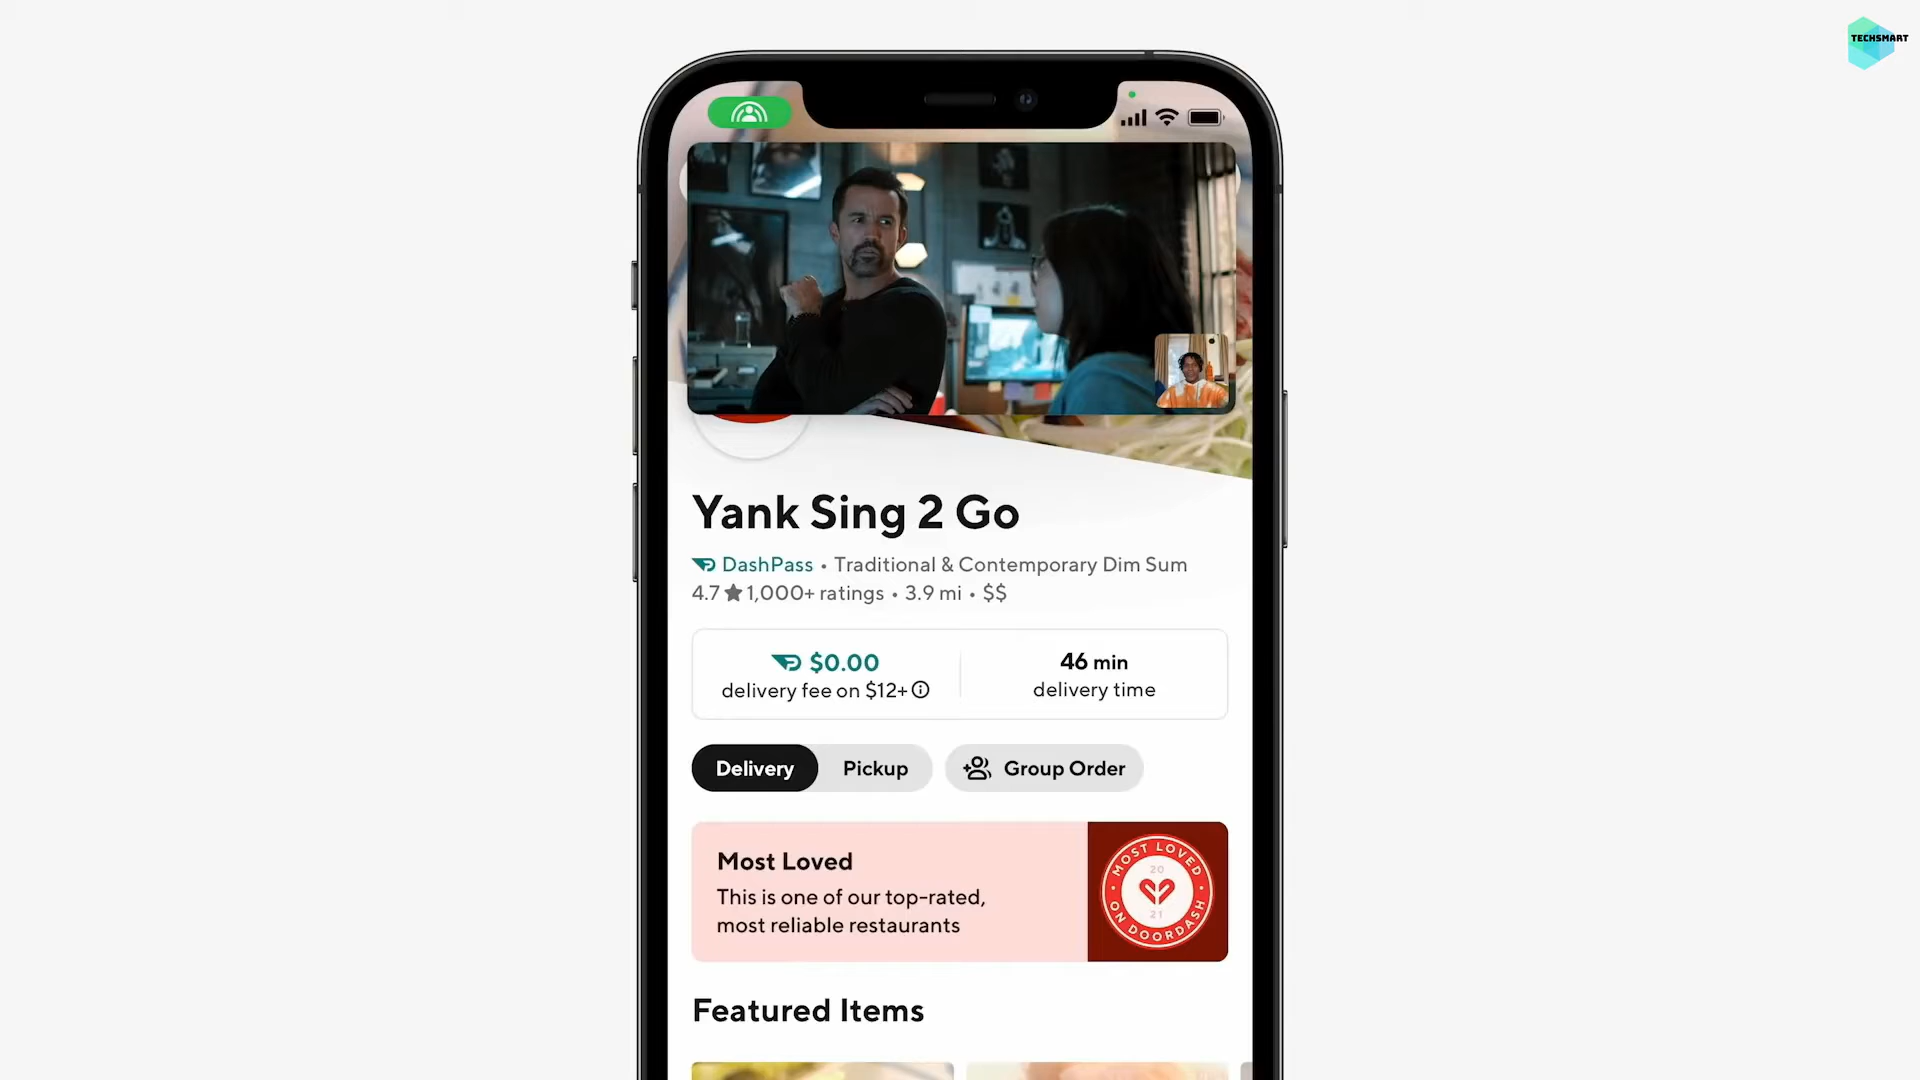 TECHSMART
Yank Sing 2 Go
DashPass • Traditional & Contemporary Dim Sum
4.7 ★ 1,000+ ratings • 3.9 mi • $$
$0.00
delivery fee on $12+
46 min
delivery time
Delivery
Pickup
Group Order
Most Loved
This is one of our top-rated,
most reliable restaurants
MOST LOVED
20
21
ON DOORDASH
Featured Items